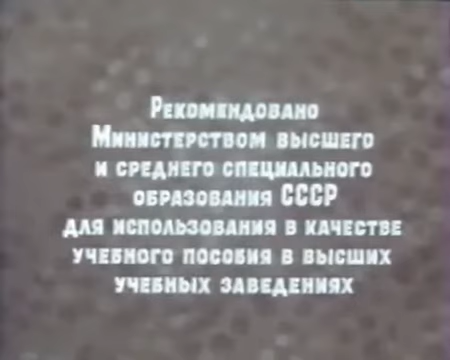 Рекомендовано
Министерством высшего
и среднего специального
образования СССР
для использования в качестве
учебного пособия в высших
учебных заведениях